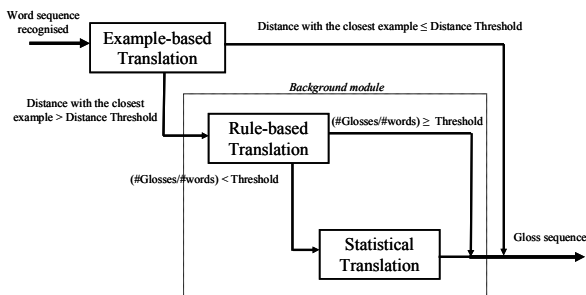 Word sequence
recognised
Example-based
Translation
Distance with the closest example ≤ Distance Threshold
Distance with the closest
example > Distance Threshold
Background module
Rule-based
Translation
(#Glosses/#words) ≥ Threshold
(#Glosses/#words) < Threshold
Statistical
Translation
Gloss sequence